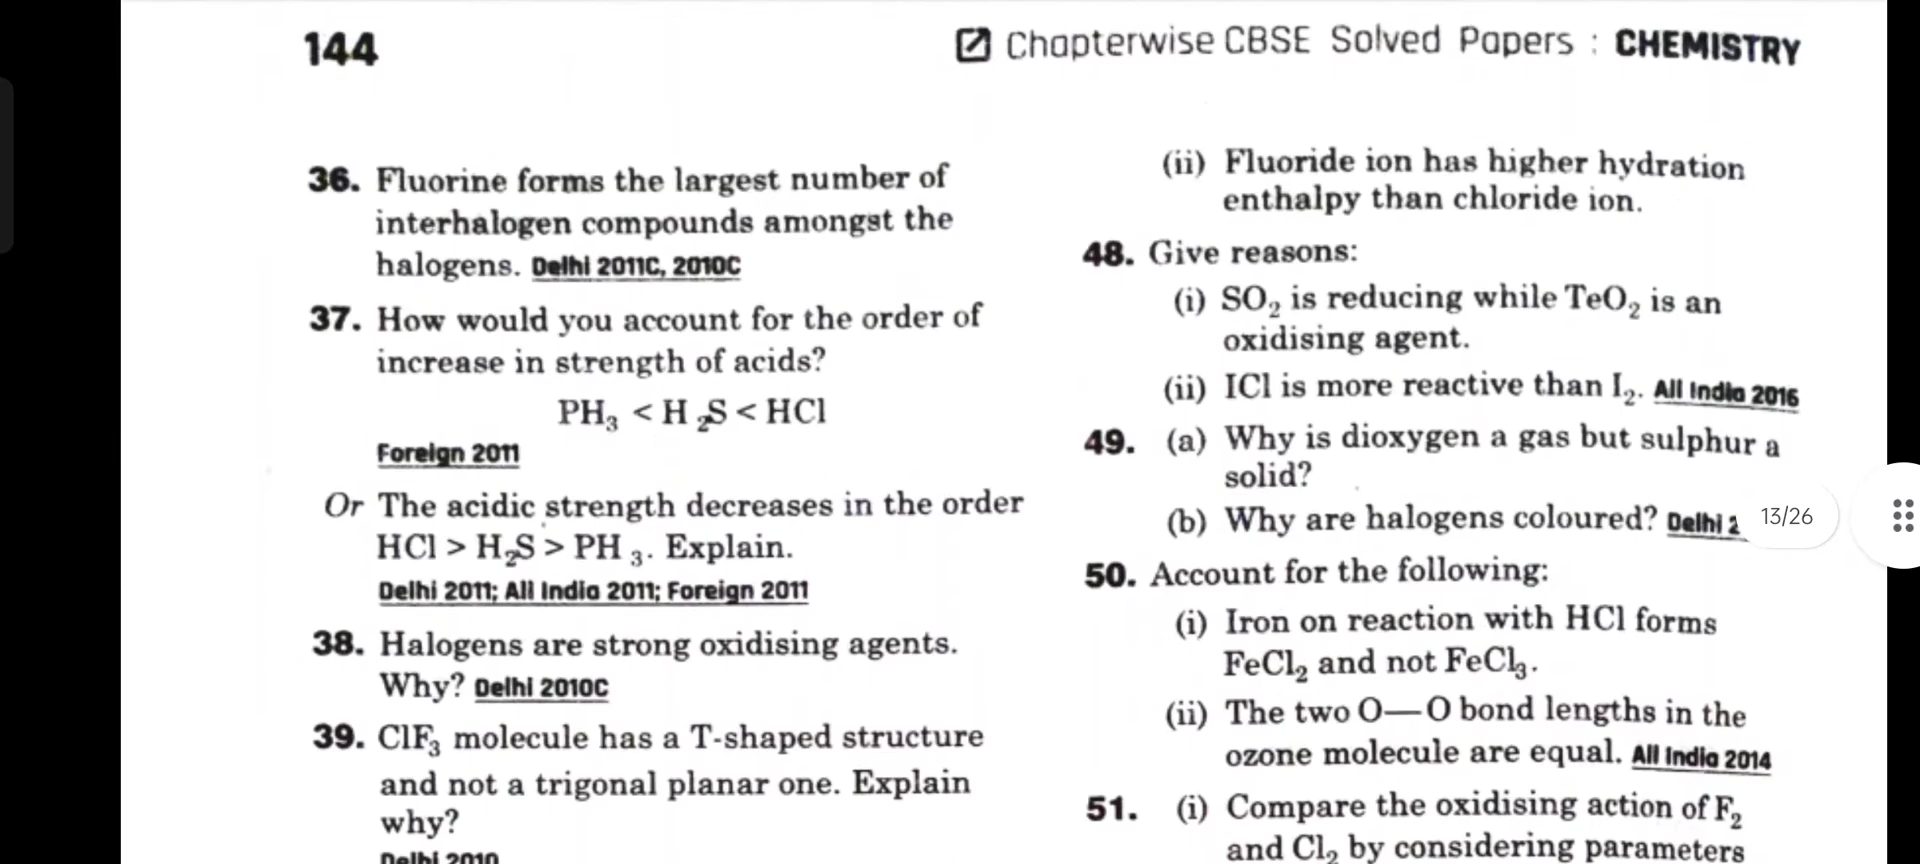 144
Chapterwise CBSE Solved Papers : CHEMISTRY
36. Fluorine forms the largest number of
interhalogen compounds amongst the
halogens. Delhi 2011C, 2010C
37. How would you account for the order of
increase in strength of acids?
PH₃ < H₂S < HCl
Foreign 2011
Or The acidic strength decreases in the order
HCl > H₂S > PH₃. Explain.
Delhi 2011; All India 2011; Foreign 2011
38. Halogens are strong oxidising agents.
Why? Delhi 2010C
39. ClF₃ molecule has a T-shaped structure
and not a trigonal planar one. Explain
why?
Delhi 2010
(ii) Fluoride ion has higher hydration
enthalpy than chloride ion.
48. Give reasons:
(i) SO₂ is reducing while TeO₂ is an
oxidising agent.
(ii) ICl is more reactive than I₂. All India 2016
49. (a) Why is dioxygen a gas but sulphur a
solid?
(b) Why are halogens coloured? Delhi 2
13/26
50. Account for the following:
(i) Iron on reaction with HCl forms
FeCl₂ and not FeCl₃.
(ii) The two O—O bond lengths in the
ozone molecule are equal. All India 2014
51. (i) Compare the oxidising action of F₂
and Cl₂ by considering parameters